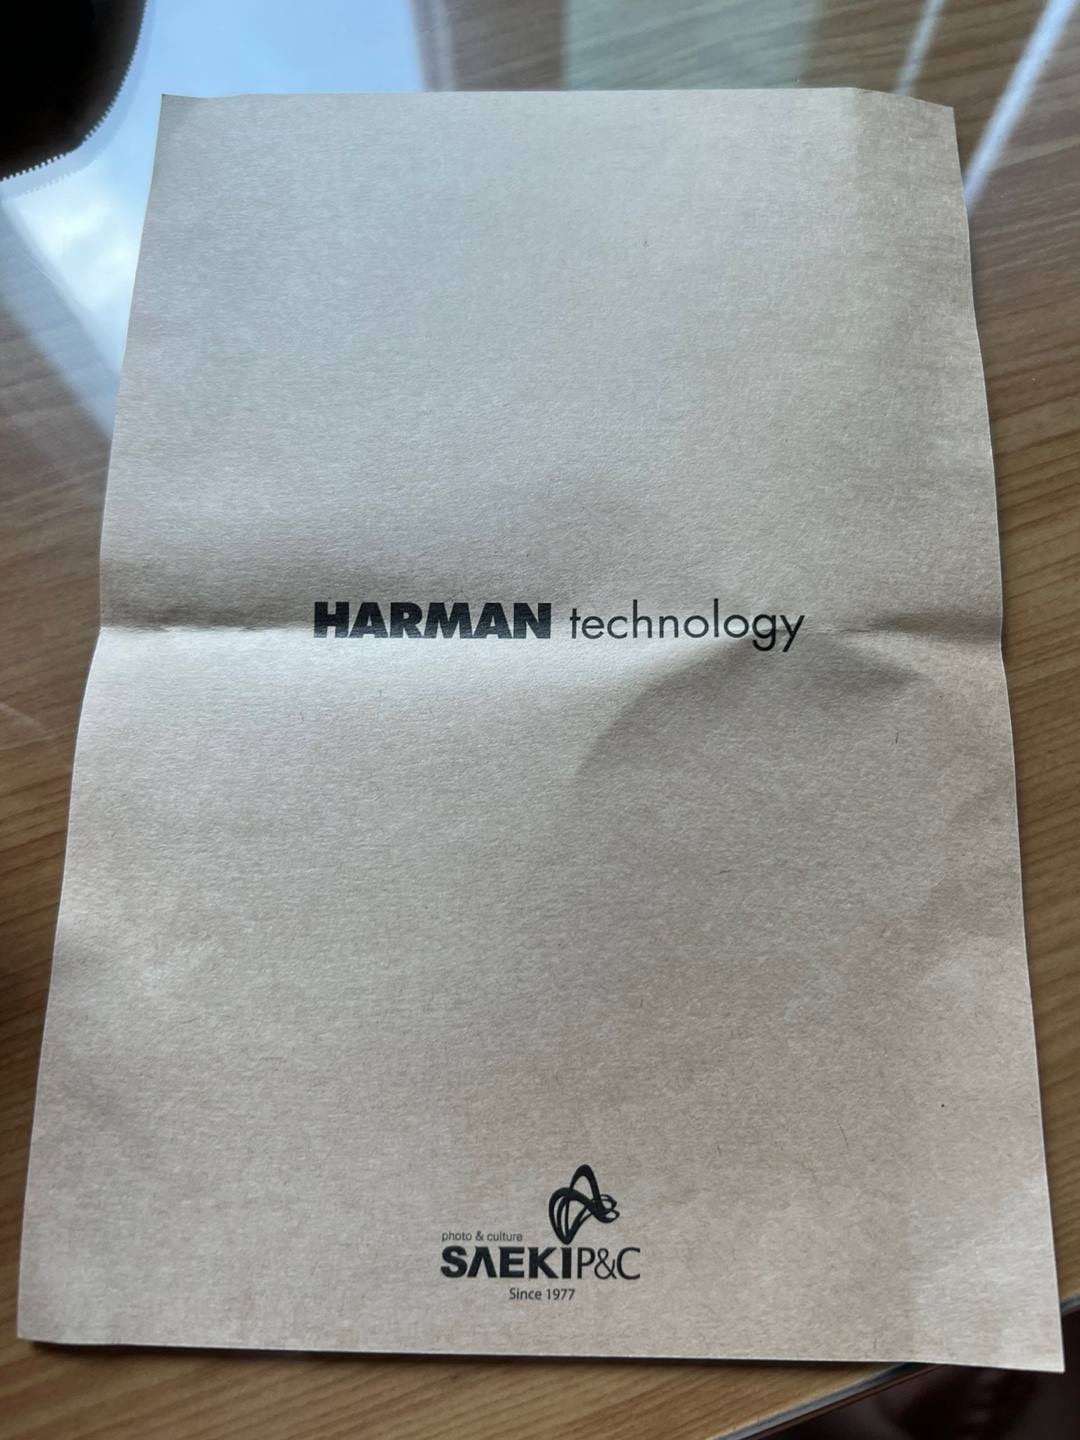 HARMAN technology
photo & culture
SAEKIP&C
Since 1977